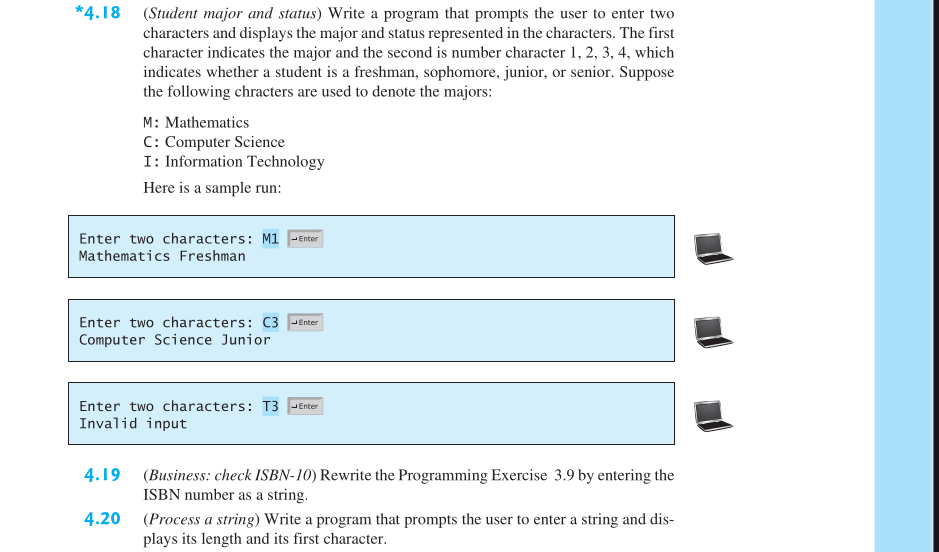 *4.18 (Student major and status) Write a program that prompts the user to enter two
characters and displays the major and status represented in the characters. The first
character indicates the major and the second is number character 1, 2, 3, 4, which
indicates whether a student is a freshman, sophomore, junior, or senior. Suppose
the following chracters are used to denote the majors:
M: Mathematics
C: Computer Science
I: Information Technology
Here is a sample run:
Enter two characters: M1 ↵Enter
Mathematics Freshman
Enter two characters: C3 ↵Enter
Computer Science Junior
Enter two characters: T3 ↵Enter
Invalid input
4.19 (Business: check ISBN-10) Rewrite the Programming Exercise 3.9 by entering the
ISBN number as a string.
4.20 (Process a string) Write a program that prompts the user to enter a string and dis-
plays its length and its first character.